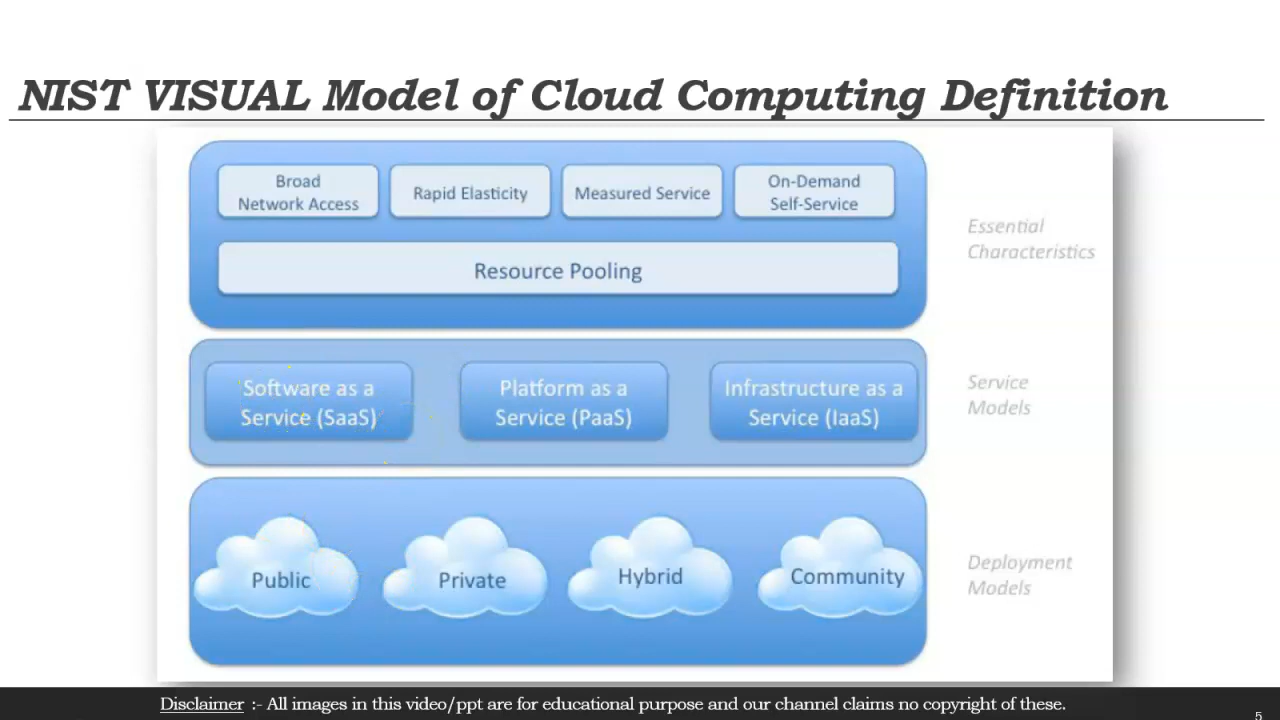 NIST VISUAL Model of Cloud Computing Definition
Broad
Network Access
Rapid Elasticity
Measured Service
On-Demand
Self-Service
Resource Pooling
Essential
Characteristics
Software as a
Service (SaaS)
Platform as a
Service (PaaS)
Infrastructure as a
Service (IaaS)
Service
Models
Public
Private
Hybrid
Community
Deployment
Models
Disclaimer :- All images in this video/ppt are for educational purpose and our channel claims no copyright of these.
5